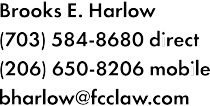 Brooks E. Harlow
(703) 584-8680 direct
(206) 650-8206 mobile
bharlow@fcclaw.com